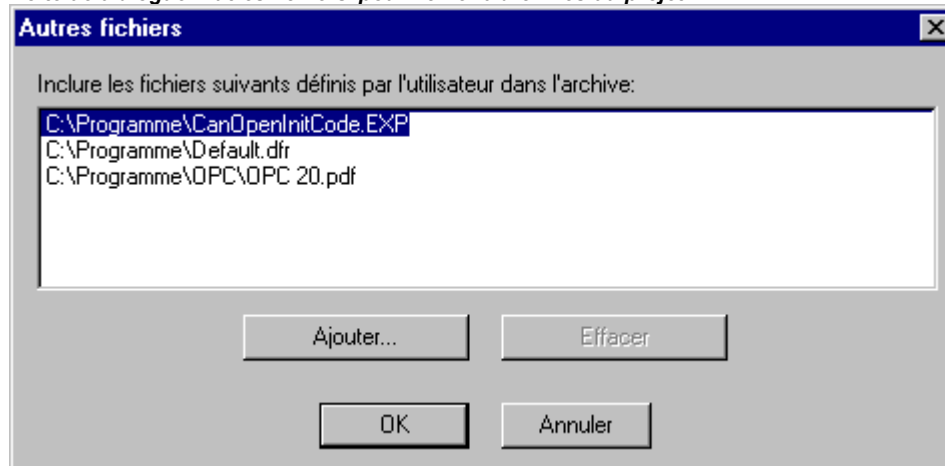 Autres fichiers
Inclure les fichiers suivants définis par l'utilisateur dans l'archive:
C:\Programme\CanOpenInitCode.EXP
C:\Programme\Default.dfr
C:\Programme\OPC\OPC 20.pdf
Ajouter...
Effacer
OK
Annuler